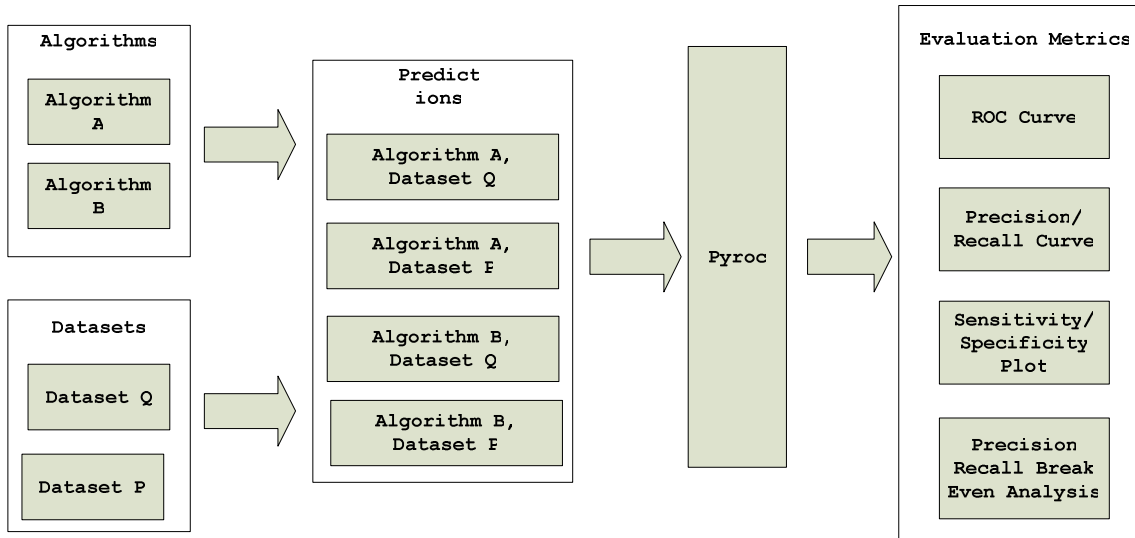 Algorithms
Algorithm
A
Algorithm
B
Datasets
Dataset Q
Dataset P
Predict
ions
Algorithm A,
Dataset Q
Algorithm A,
Dataset P
Algorithm B,
Dataset Q
Algorithm B,
Dataset P
Pyroc
Evaluation Metrics
ROC Curve
Precision/
Recall Curve
Sensitivity/
Specificity
Plot
Precision
Recall Break
Even Analysis